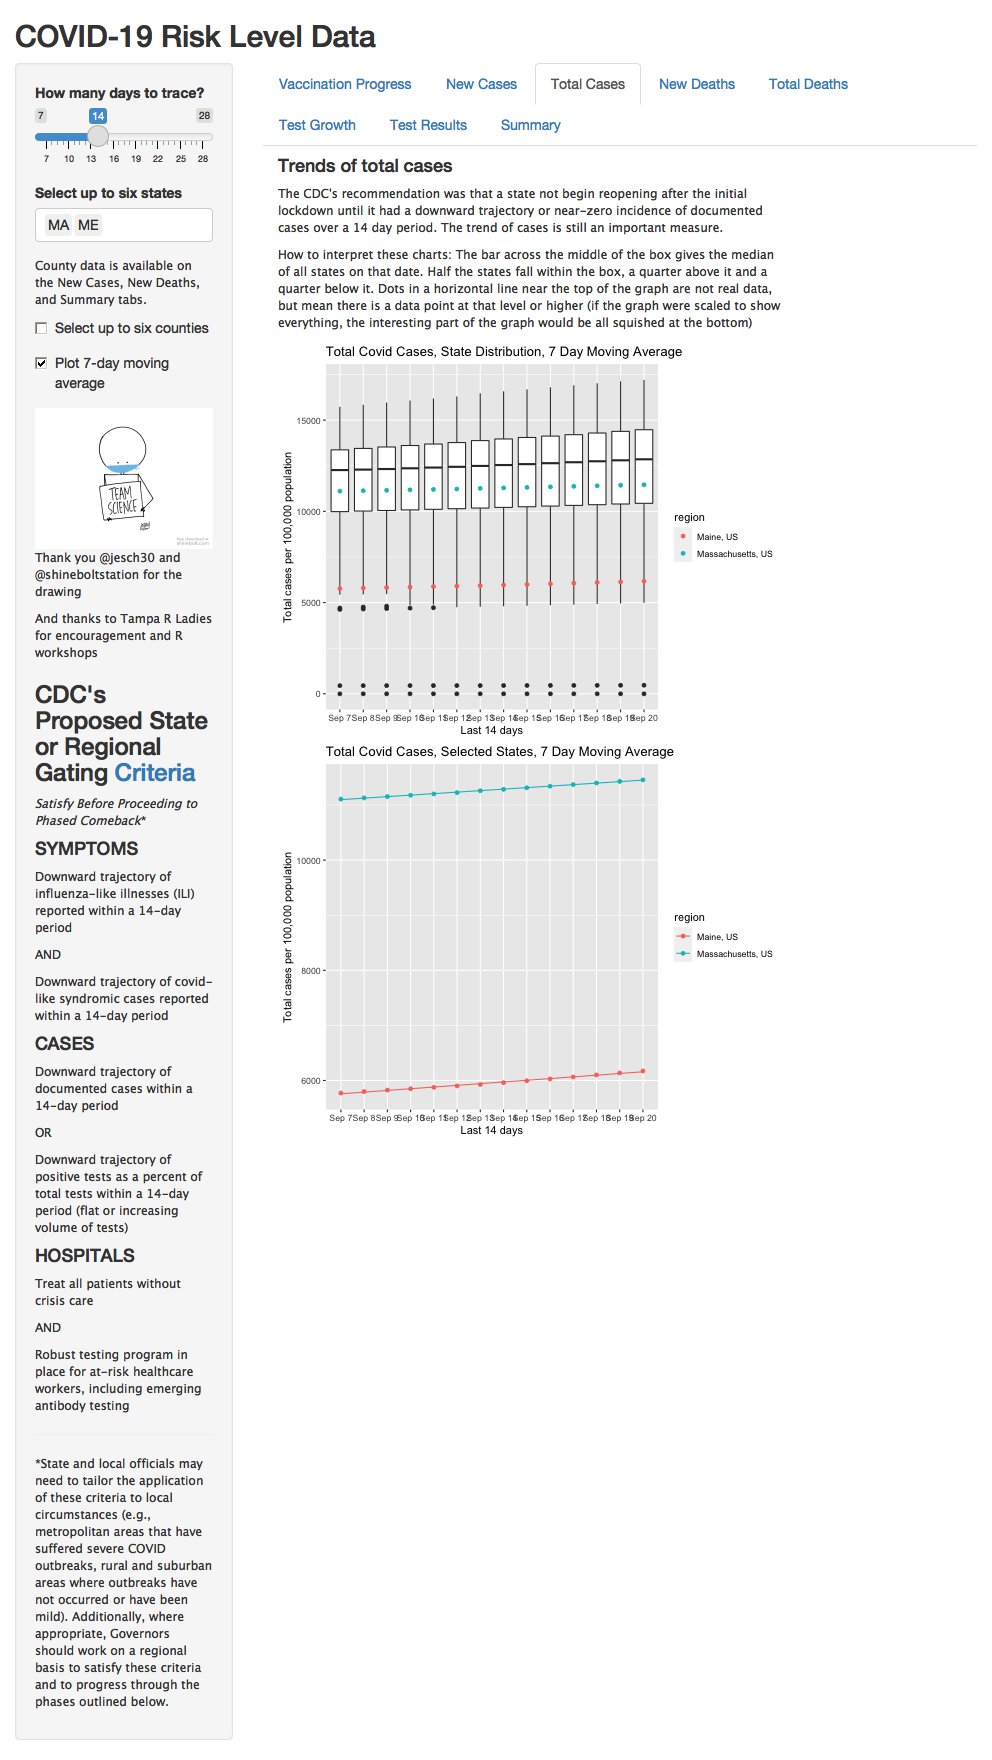 COVID-19 Risk Level Data
How many days to trace?
7 14 28
7 10 13 16 19 22 25 28
Select up to six states
MA ME
County data is available on
the New Cases, New Deaths,
and Summary tabs.
Select up to six counties
Plot 7-day moving
average
TEAM
SCIENCE
Thank you @jesch30 and
@shineboltstation for the
drawing
And thanks to Tampa R Ladies
for encouragement and R
workshops
CDC's
Proposed State
or Regional
Gating Criteria
Satisfy Before Proceeding to
Phased Comeback*
SYMPTOMS
Downward trajectory of
influenza-like illnesses (ILI)
reported within a 14-day
period
AND
Downward trajectory of covid-
like syndromic cases reported
within a 14-day period
CASES
Downward trajectory of
documented cases within a
14-day period
OR
Downward trajectory of
positive tests as a percent of
total tests within a 14-day
period (flat or increasing
volume of tests)
HOSPITALS
Treat all patients without
crisis care
AND
Robust testing program in
place for at-risk healthcare
workers, including emerging
antibody testing
*State and local officials may
need to tailor the application
of these criteria to local
circumstances (e.g.,
metropolitan areas that have
suffered severe COVID
outbreaks, rural and suburban
areas where outbreaks have
not occurred or have been
mild). Additionally, where
appropriate, Governors
should work on a regional
basis to satisfy these criteria
and to progress through the
phases outlined below.
Vaccination Progress New Cases Total Cases New Deaths Total Deaths
Test Growth Test Results Summary
Trends of total cases
The CDC's recommendation was that a state not begin reopening after the initial
lockdown until it had a downward trajectory or near-zero incidence of documented
cases over a 14 day period. The trend of cases is still an important measure.
How to interpret these charts: The bar across the middle of the box gives the median
of all states on that date. Half the states fall within the box, a quarter above it and a
quarter below it. Dots in a horizontal line near the top of the graph are not real data,
but mean there is a data point at that level or higher (if the graph were scaled to show
everything, the interesting part of the graph would be all squished at the bottom)
Total Covid Cases, State Distribution, 7 Day Moving Average
Total cases per 100,000 population
15000
10000
5000
0
Sep 7 Sep 8 Sep 9 Sep 10 Sep 11 Sep 12 Sep 13 Sep 14 Sep 15 Sep 16 Sep 17 Sep 18 Sep 19 Sep 20
Last 14 days
region
Maine, US
Massachusetts, US
Total Covid Cases, Selected States, 7 Day Moving Average
Total cases per 100,000 population
10000
8000
6000
Sep 7 Sep 8 Sep 9 Sep 10 Sep 11 Sep 12 Sep 13 Sep 14 Sep 15 Sep 16 Sep 17 Sep 18 Sep 19 Sep 20
Last 14 days
region
Maine, US
Massachusetts, US